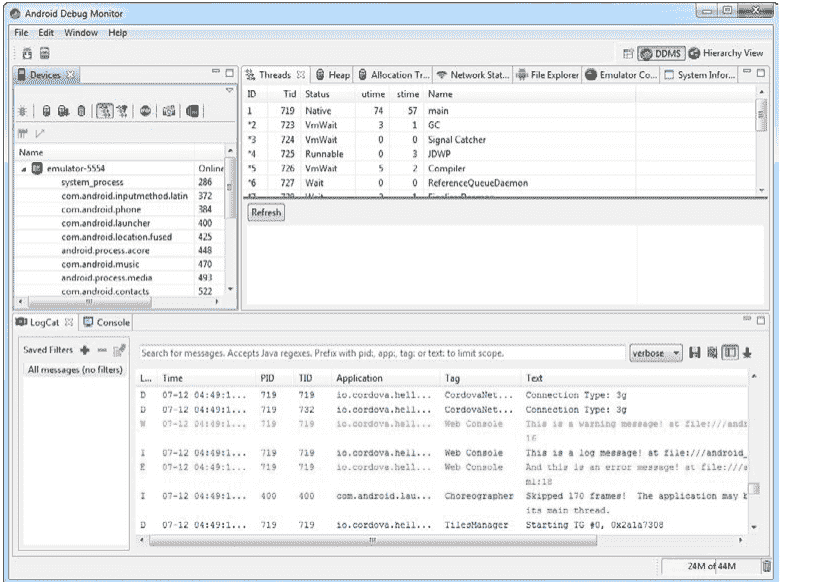 Android Debug Monitor
File Edit Window Help
DDMS Hierarchy View
Devices
Threads Heap Allocation Tr... Network Stat... File Explorer Emulator Co... System Infor...
ID Tid Status utime stime Name
1 719 Native 74 57 main
*2 723 VmWait 3 1 GC
*3 724 VmWait 0 0 Signal Catcher
*4 725 Runnable 0 3 JDWP
*5 726 VmWait 5 2 Compiler
*6 727 Wait 0 0 ReferenceQueueDaemon
Refresh
Name
emulator-5554 Online
system_process 286
com.android.inputmethod.latin 372
com.android.phone 384
com.android.launcher 400
com.android.location.fused 425
android.process.acore 448
com.android.music 470
android.process.media 493
com.android.contacts 522
LogCat Console
Saved Filters
All messages (no filters)
Search for messages. Accepts Java regexes. Prefix with pid:, app:, tag: or text: to limit scope.
verbose
L... Time PID TID Application Tag Text
D 07-12 04:49:1... 719 719 io.cordova.hell... CordovaNet... Connection Type: 3g
D 07-12 04:49:1... 719 732 io.cordova.hell... CordovaNet... Connection Type: 3g
W 07-12 04:49:1... 719 719 io.cordova.hell... Web Console This is a warning message! at file:///andr
16
I 07-12 04:49:1... 719 719 io.cordova.hell... Web Console This is a log message! at file:///android_
E 07-12 04:49:1... 719 719 io.cordova.hell... Web Console And this is an error message! at file:///a
ml:18
I 07-12 04:49:1... 400 400 com.android.lau... Choreographer Skipped 170 frames! The application may b
its main thread.
D 07-12 04:49:1... 719 719 io.cordova.hell... TilesManager Starting TG #0, 0x2a1a7308
24M of 44M